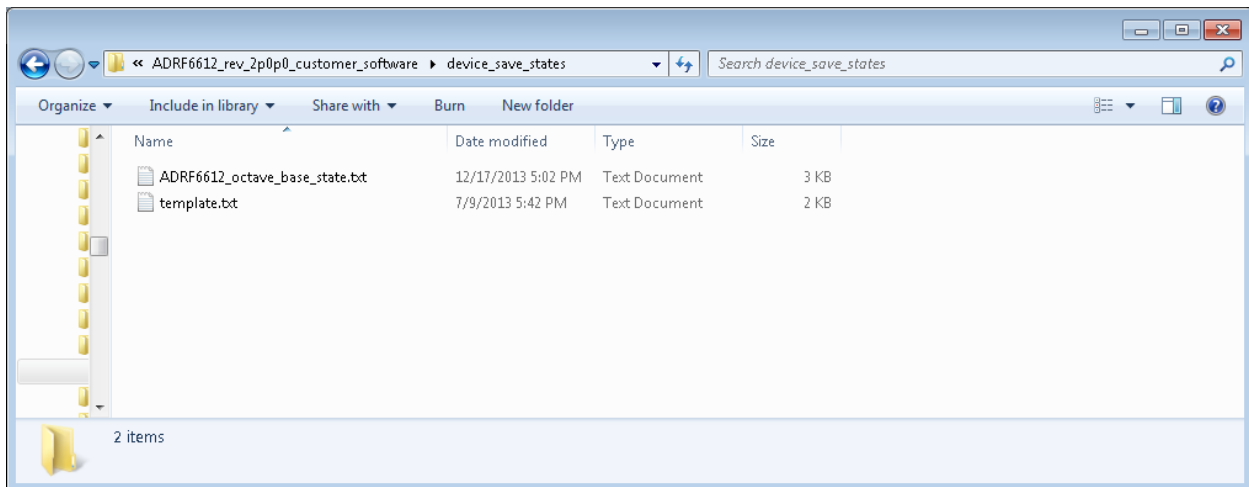 « ADRF6612_rev_2p0p0_customer_software ▸ device_save_states Search device_save_states
Organize ▾ Include in library ▾ Share with ▾ Burn New folder
Name Date modified Type Size
ADRF6612_octave_base_state.txt 12/17/2013 5:02 PM Text Document 3 KB
template.txt 7/9/2013 5:42 PM Text Document 2 KB
2 items